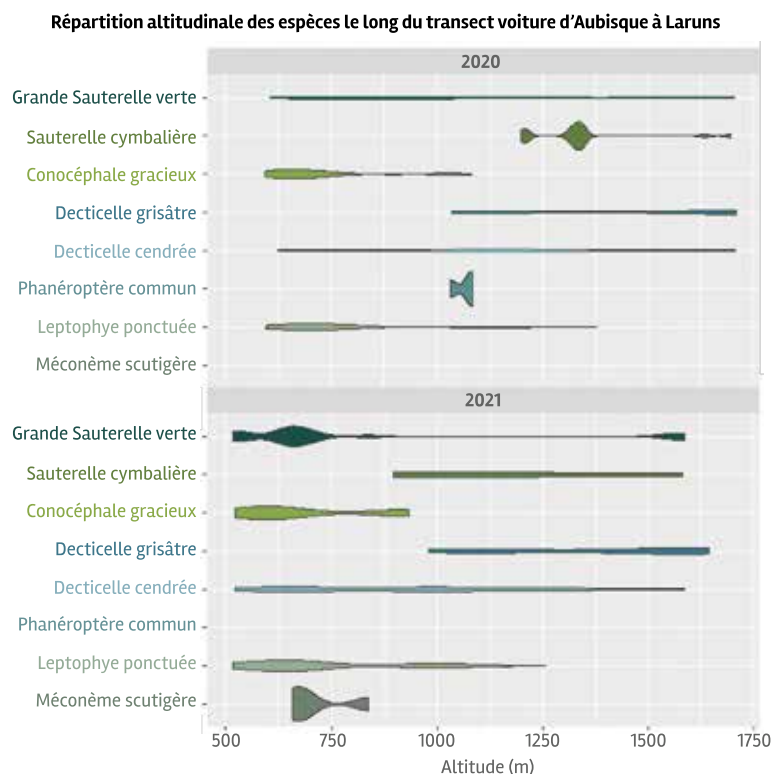 Répartition altitudinale des espèces le long du transect voiture d’Aubisque à Laruns
2020
Grande Sauterelle verte
Sauterelle cymbalière
Conocéphale gracieux
Decticelle grisâtre
Decticelle cendrée
Phanéroptère commun
Leptophye ponctuée
Méconème scutigère
2021
Grande Sauterelle verte
Sauterelle cymbalière
Conocéphale gracieux
Decticelle grisâtre
Decticelle cendrée
Phanéroptère commun
Leptophye ponctuée
Méconème scutigère
500 750 1000 1250 1500 1750
Altitude (m)